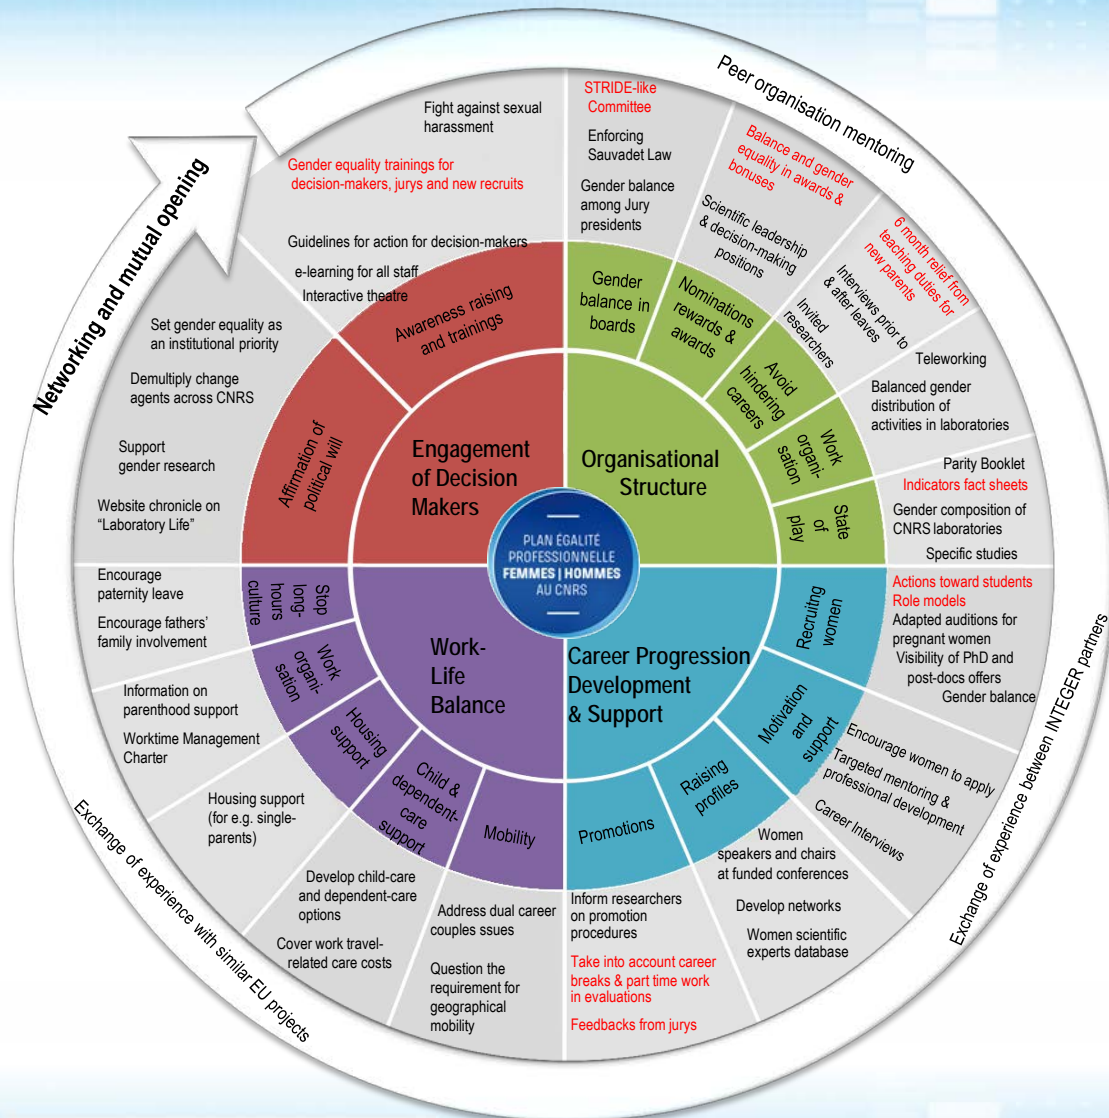 Networking and mutual opening
Peer organisation mentoring
Exchange of experience between INTEGER partners
Exchange of experience with similar EU projects
PLAN ÉGALITÉ
PROFESSIONNELLE
FEMMES | HOMMES
AU CNRS
Engagement
of Decision
Makers
Affirmation of
political will
Set gender equality as
an institutional priority
Demultiply change
agents across CNRS
Support
gender research
Website chronicle on
“Laboratory Life”
Awareness raising
and trainings
Fight against sexual
harassment
Gender equality trainings for
decision-makers, jurys and new recruits
Guidelines for action for decision-makers
e-learning for all staff
Interactive theatre
Organisational
Structure
Gender
balance in
boards
STRIDE-like
Committee
Enforcing
Sauvadet Law
Gender balance
among Jury
presidents
Nominations
rewards &
awards
Balance and gender
equality in awards &
bonuses
Scientific leadership
& decision-making
positions
Avoid
hindering
careers
6 month relief from
teaching duties for
new parents
Interviews prior to
& after leaves
Invited
researchers
Work
organi-
sation
Teleworking
Balanced gender
distribution of
activities in laboratories
State
of
play
Parity Booklet
Indicators fact sheets
Gender composition of
CNRS laboratories
Specific studies
Career Progression
Development
& Support
Recruiting
women
Actions toward students
Role models
Adapted auditions for
pregnant women
Visibility of PhD and
post-docs offers
Gender balance
Motivation
and
support
Encourage women to apply
Targeted mentoring &
professional development
Career Interviews
Raising
profiles
Women
speakers and chairs
at funded conferences
Develop networks
Women scientific
experts database
Promotions
Inform researchers
on promotion
procedures
Take into account career
breaks & part time work
in evaluations
Feedbacks from jurys
Work-
Life
Balance
Mobility
Address dual career
couples ssues
Question the
requirement for
geographical
mobility
Child &
dependent-
care
support
Develop child-care
and dependent-care
options
Cover work travel-
related care costs
Housing
support
Housing support
(for e.g. single-
parents)
Work
organi-
sation
Information on
parenthood support
Worktime Management
Charter
Stop
long-
hours
culture
Encourage
paternity leave
Encourage fathers’
family involvement